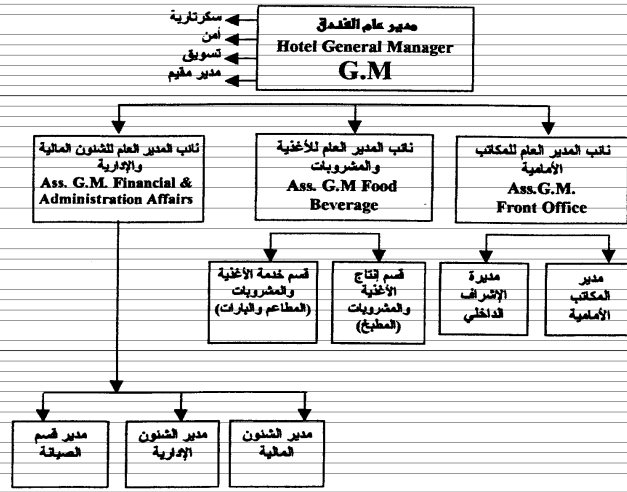 مدير عام الفندق
Hotel General Manager
G.M
سكرتارية
أمن
تسويق
مدير مقيم
نائب المدير العام للمكاتب
الأمامية
Ass.G.M.
Front Office
نائب المدير العام للأغذية
والمشروبات
Ass. G.M Food
Beverage
نائب المدير العام للشئون المالية
والإدارية
Ass. G.M. Financial &
Administration Affairs
مدير
المكاتب
الأمامية
مديرة
الإشراف
الداخلي
قسم إنتاج
الأغذية
والمشروبات
(المطبخ)
قسم خدمة الأغذية
والمشروبات
(المطاعم والبارات)
مدير الشئون
المالية
مدير الشئون
الإدارية
مدير قسم
الصيانة